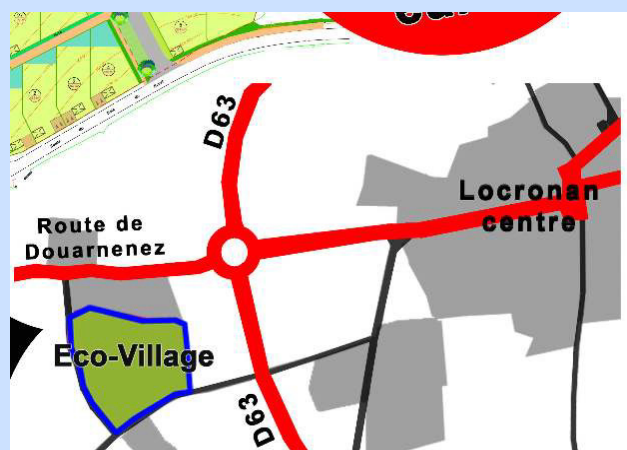 D63
Locronan
centre
Route de
Douarnenez
Eco-Village
D63